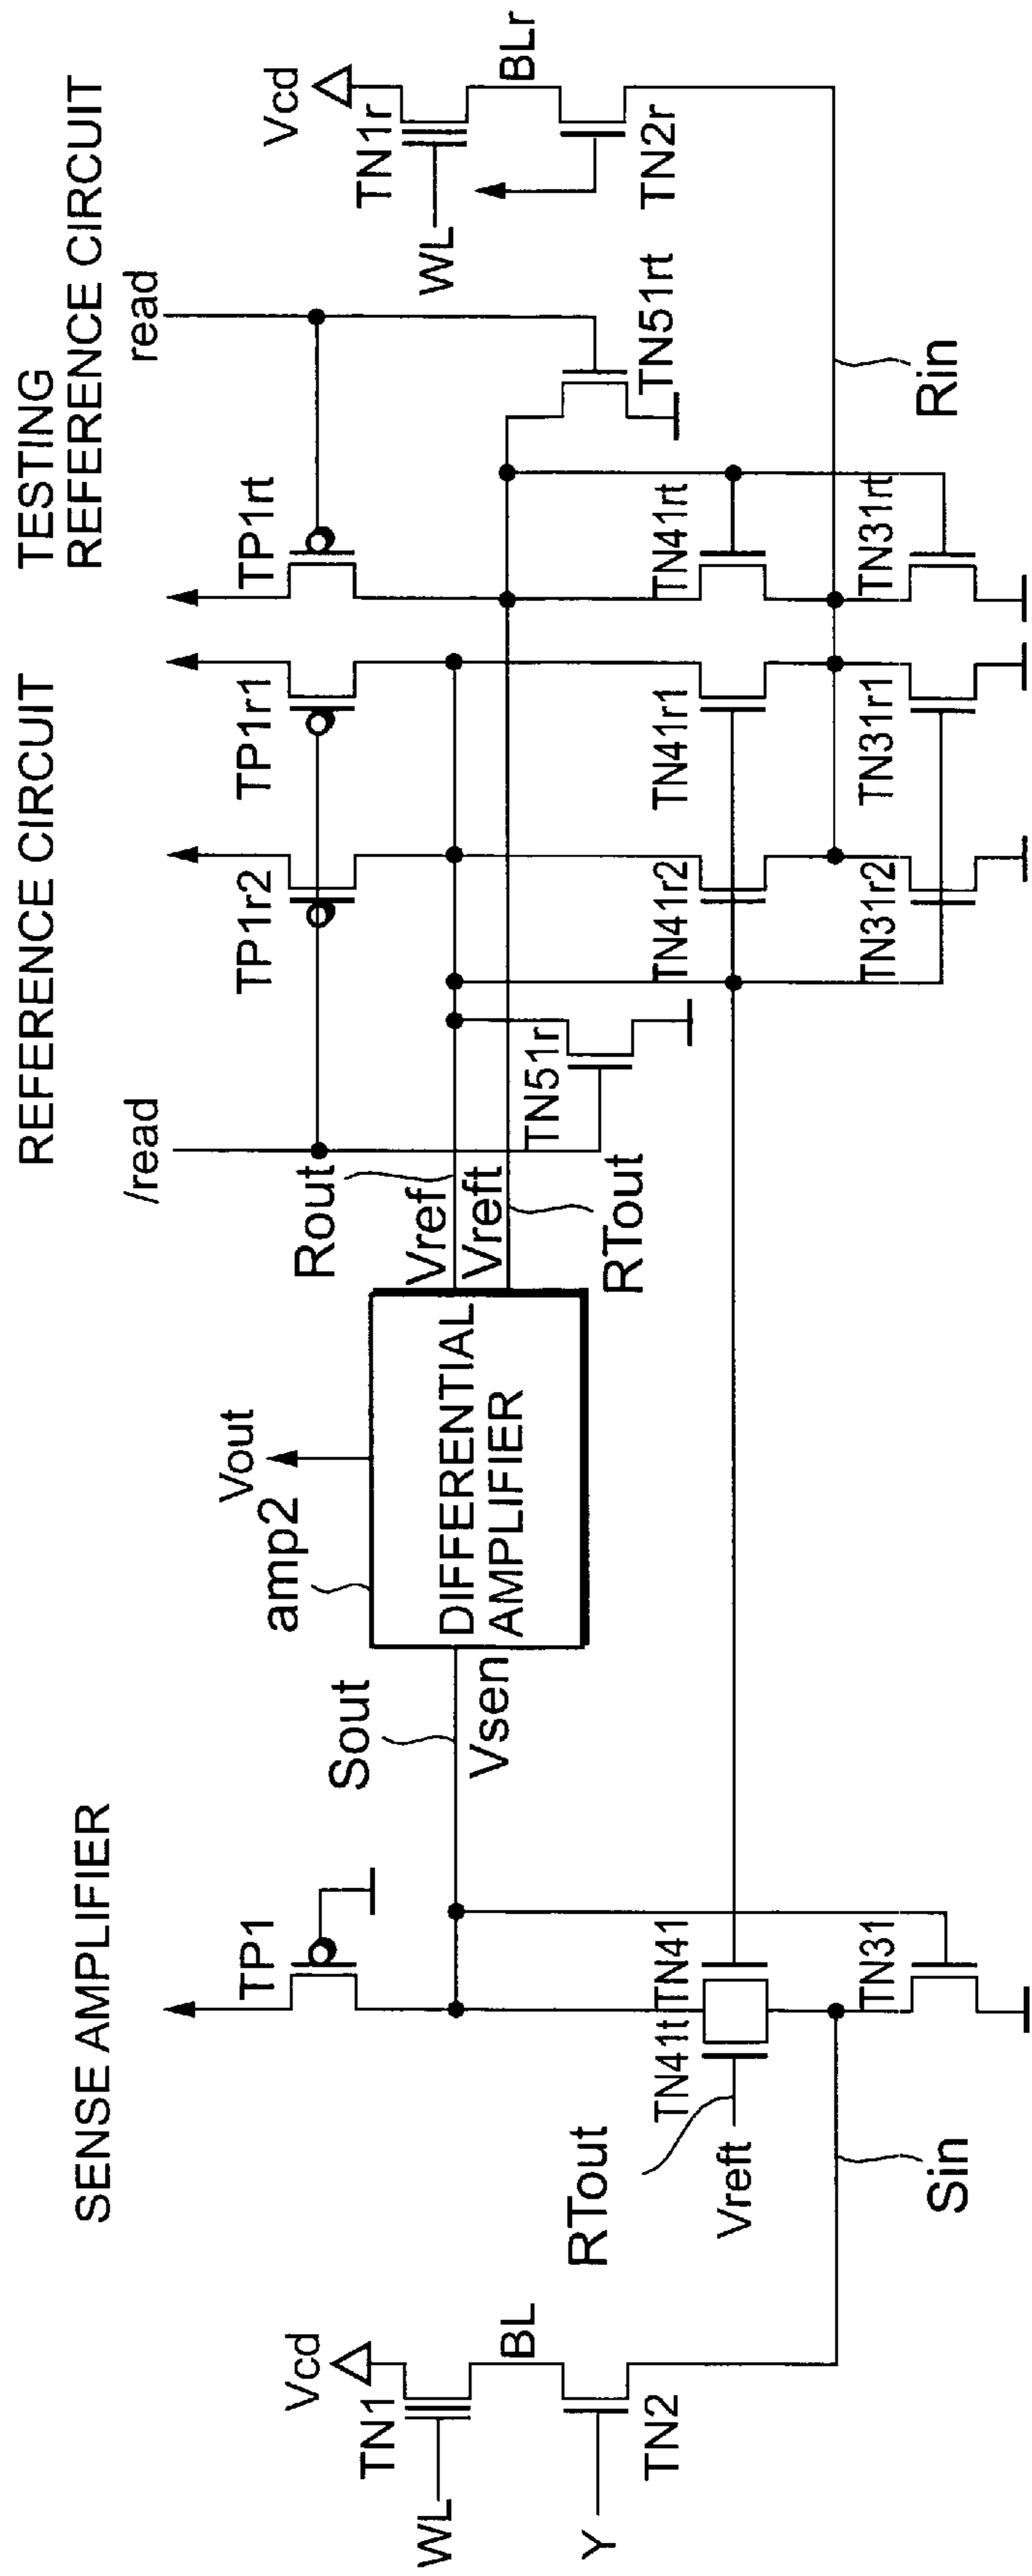 SENSE AMPLIFIER
REFERENCE CIRCUIT
TESTING
REFERENCE CIRCUIT
/read
read
Vcd
TN1
WL
BL
TN2
Y
TP1
Sout
Vsen
amp2
Vout
DIFFERENTIAL
AMPLIFIER
Rout
Vref
Vreft
RTout
TP1r2
TP1r1
TP1rt
TN51r
TN51rt
Vcd
TN1r
WL
BLr
TN2r
RTout
Vreft
TN41t
TN41
TN31
Sin
TN41r2
TN41r1
TN41rt
TN31r2
TN31r1
TN31rt
Rin